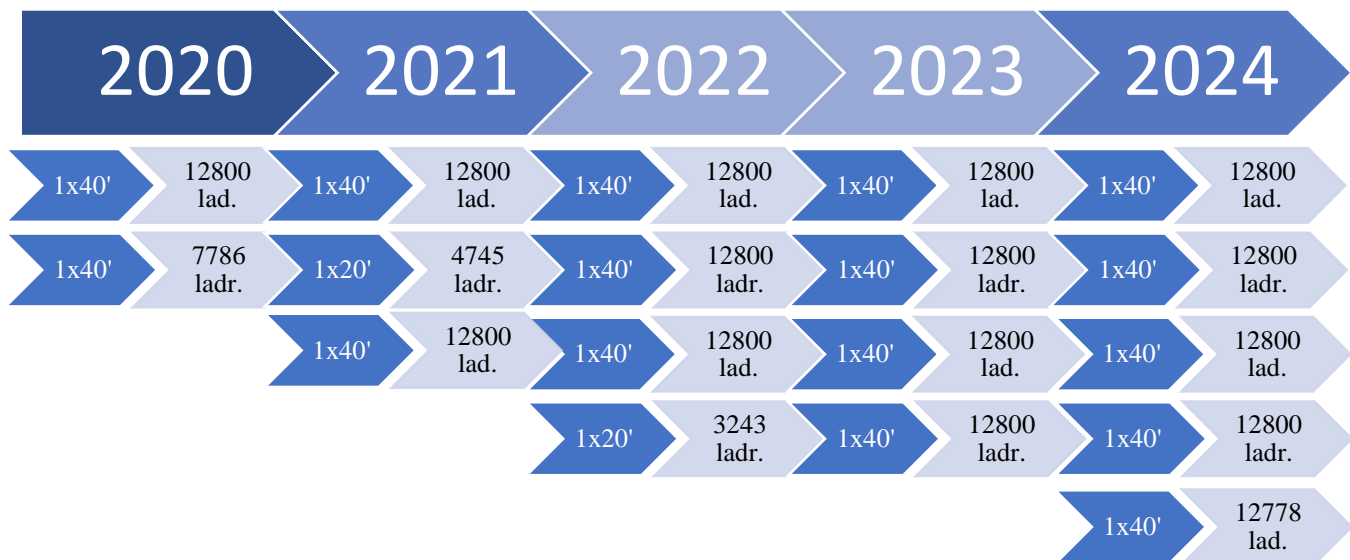 2020 2021 2022 2023 2024
1x40' 12800 lad. 1x40' 12800 lad. 1x40' 12800 lad. 1x40' 12800 lad. 1x40' 12800 lad.
1x40' 7786 ladr. 1x20' 4745 ladr. 1x40' 12800 ladr. 1x40' 12800 ladr. 1x40' 12800 ladr.
1x40' 12800 lad. 1x40' 12800 lad. 1x40' 12800 lad. 1x40' 12800 lad.
1x20' 3243 ladr. 1x40' 12800 ladr. 1x40' 12800 ladr.
1x40' 12778 lad.